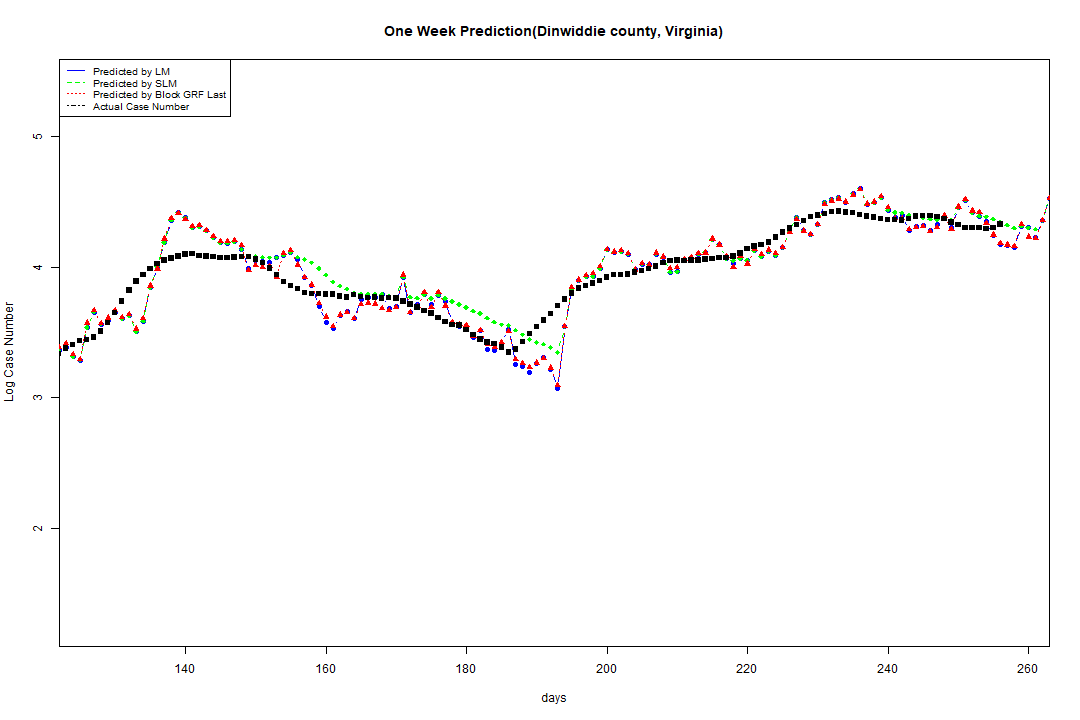 One Week Prediction(Dinwiddie county, Virginia)
Predicted by LM
Predicted by SLM
Predicted by Block GRF Last
Actual Case Number
5
4
3
2
Log Case Number
140 160 180 200 220 240 260
days